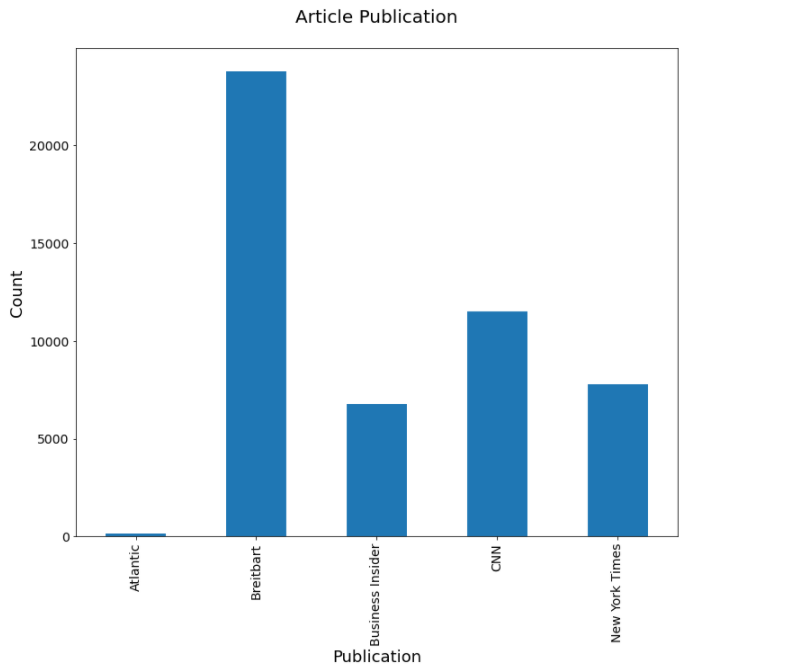 Article Publication
20000
15000
10000
5000
0
Count
Atlantic
Breitbart
Business Insider
CNN
New York Times
Publication